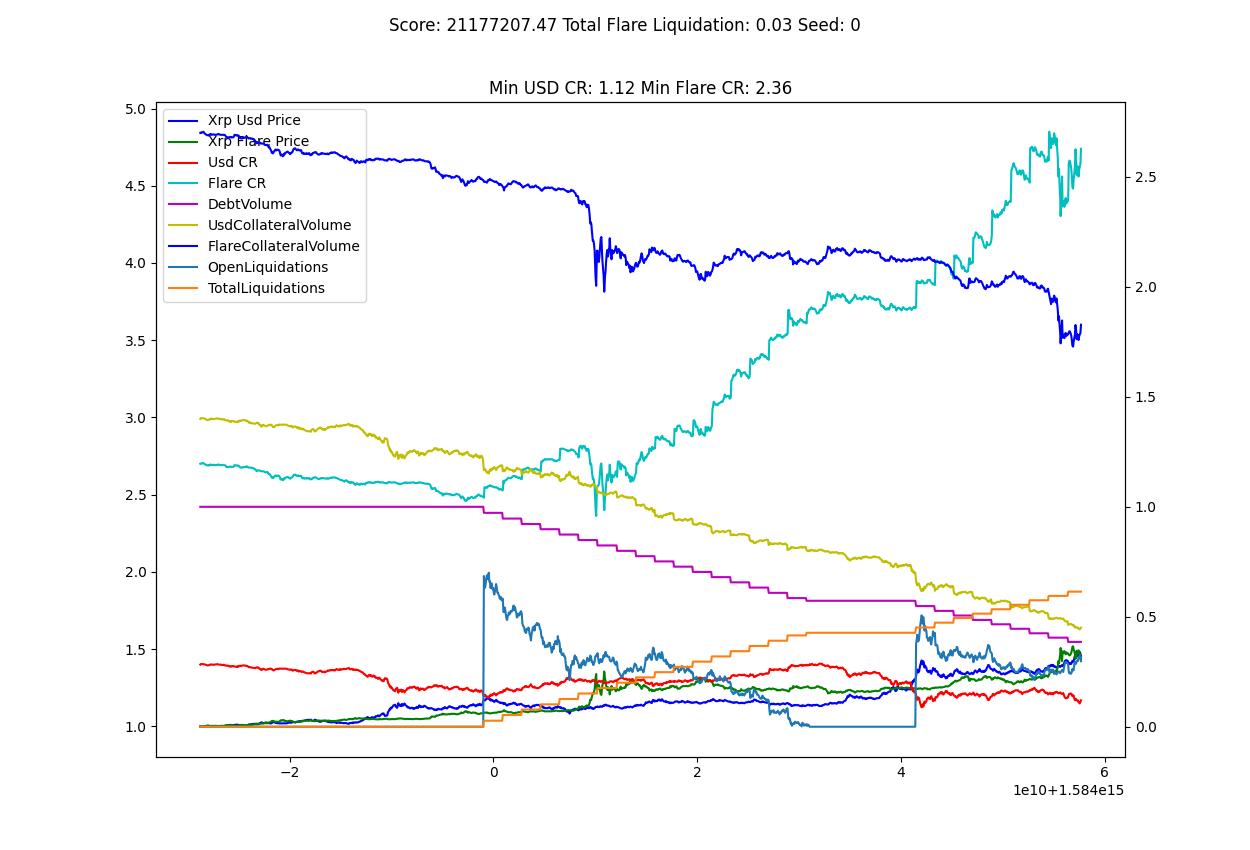 Score: 21177207.47 Total Flare Liquidation: 0.03 Seed: 0
Min USD CR: 1.12 Min Flare CR: 2.36
Xrp Usd Price
Xrp Flare Price
Usd CR
Flare CR
DebtVolume
UsdCollateralVolume
FlareCollateralVolume
OpenLiquidations
TotalLiquidations
5.0
4.5
4.0
3.5
3.0
2.5
2.0
1.5
1.0
2.5
2.0
1.5
1.0
0.5
0.0
−2
0
2
4
6
1e10+1.584e15